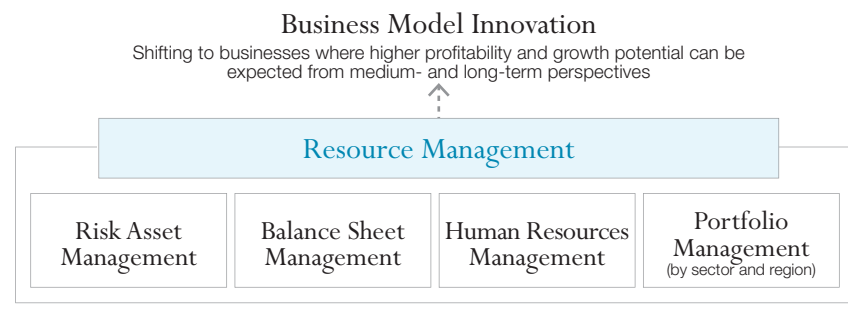 Business Model Innovation
Shifting to businesses where higher profitability and growth potential can be
expected from medium- and long-term perspectives
Resource Management
Risk Asset
Management
Balance Sheet
Management
Human Resources
Management
Portfolio
Management
(by sector and region)